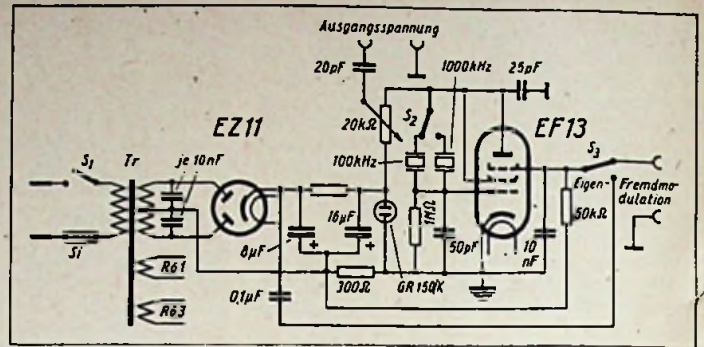 Ausgangsspannung
20pF
1000kHz
25pF
EZ11
20kΩ
S2
EF13
S1
Tr
je 10nF
100kHz
S3
Eigen-
Fremdmo-
dulation
50kΩ
8µF
16µF
1MΩ
50pF
10
nF
Si
Rö1
300Ω
GR150/K
0,1µF
Rö3